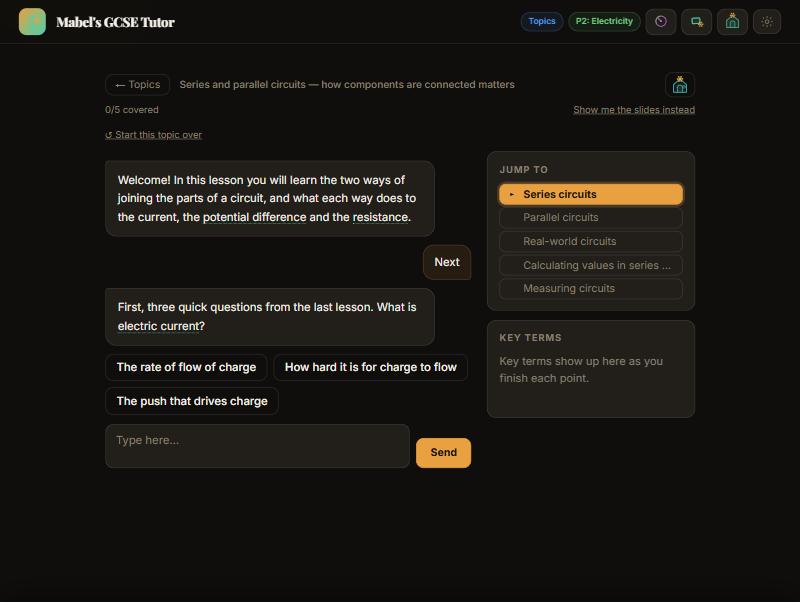 Mabel's GCSE Tutor
Topics
P2: Electricity
← Topics
Series and parallel circuits — how components are connected matters
0/5 covered
Show me the slides instead
↺ Start this topic over
Welcome! In this lesson you will learn the two ways of
joining the parts of a circuit, and what each way does to
the current, the potential difference and the resistance.
Next
First, three quick questions from the last lesson. What is
electric current?
The rate of flow of charge
How hard it is for charge to flow
The push that drives charge
Type here...
Send
JUMP TO
▸ Series circuits
Parallel circuits
Real-world circuits
Calculating values in series ...
Measuring circuits
KEY TERMS
Key terms show up here as you
finish each point.